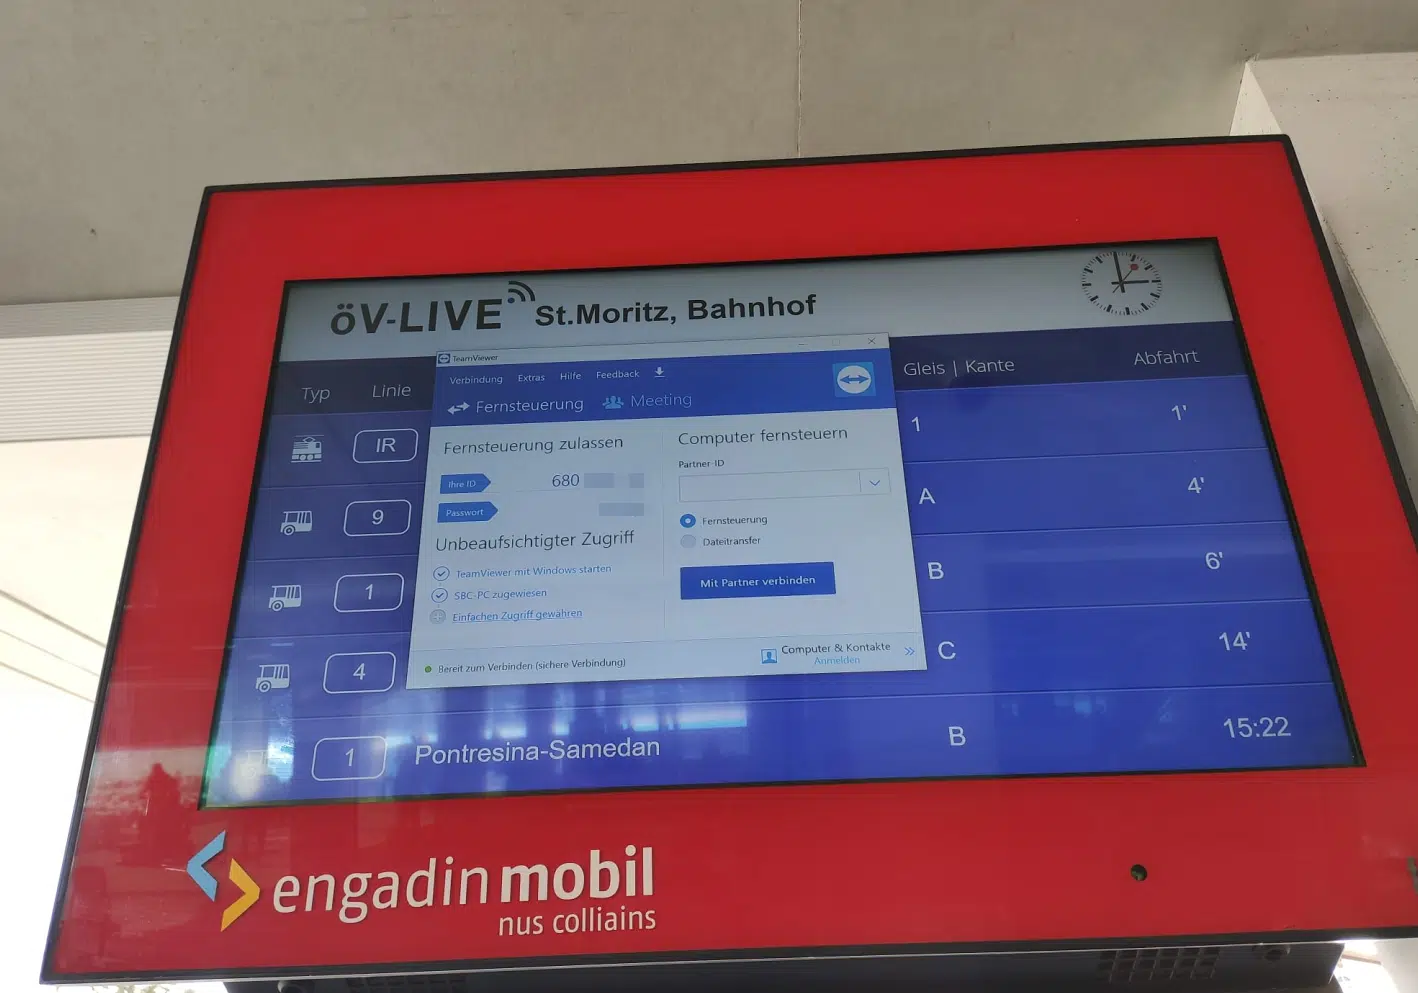 öV-LIVE St.Moritz, Bahnhof
Typ Linie Gleis | Kante Abfahrt
IR 1 1'
9 A 4'
1 B 6'
4 C 14'
1 Pontresina-Samedan B 15:22
TeamViewer
Verbindung Extras Hilfe Feedback
Fernsteuerung Meeting
Fernsteuerung zulassen
Ihre ID 680
Passwort
Unbeaufsichtigter Zugriff
TeamViewer mit Windows starten
SBC-PC zugewiesen
Einfachen Zugriff gewähren
Computer fernsteuern
Partner-ID
Fernsteuerung
Dateitransfer
Mit Partner verbinden
Bereit zum Verbinden (sichere Verbindung)
Computer & Kontakte
Anmelden
engadin mobil
nus colliains